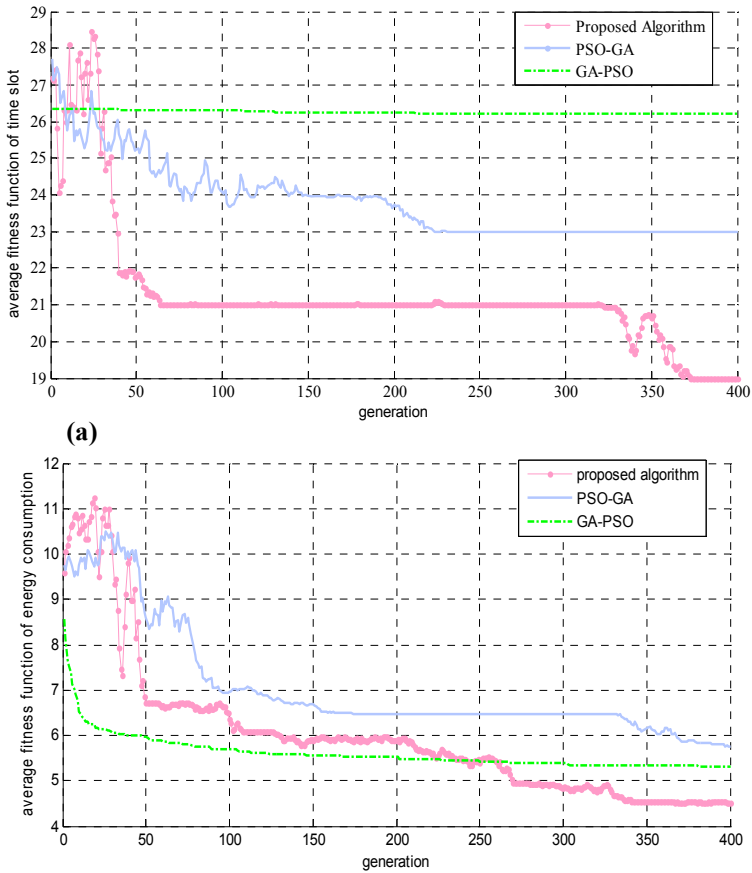 29
28
27
26
25
24
23
22
21
20
19
average fitness function of time slot
Proposed Algorithm
PSO-GA
GA-PSO
0 50 100 150 200 250 300 350 400
generation
(a)
12
11
10
9
8
7
6
5
4
average fitness function of energy consumption
proposed algorithm
PSO-GA
GA-PSO
0 50 100 150 200 250 300 350 400
generation